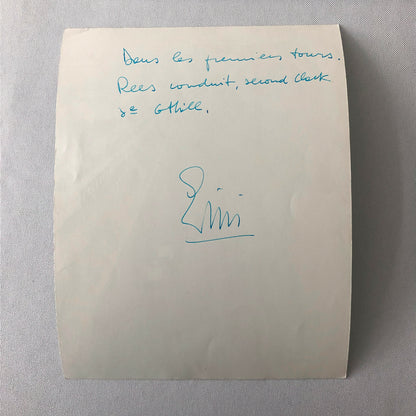 Dans les premiers tours.
Rees conduit, second Clark
3e G Hill.